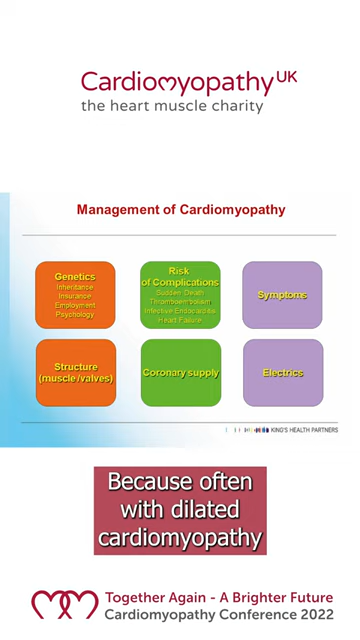 Cardiomyopathy UK
the heart muscle charity
Management of Cardiomyopathy
Genetics
Inheritance
Insurance
Employment
Psychology
Risk
of Complications
Sudden Death
Thromboembolism
Infective Endocarditis
Heart Failure
Symptoms
Structure
(muscle/valves)
Coronary supply
Electrics
KING'S HEALTH PARTNERS
Because often
with dilated
cardiomyopathy
Together Again - A Brighter Future
Cardiomyopathy Conference 2022